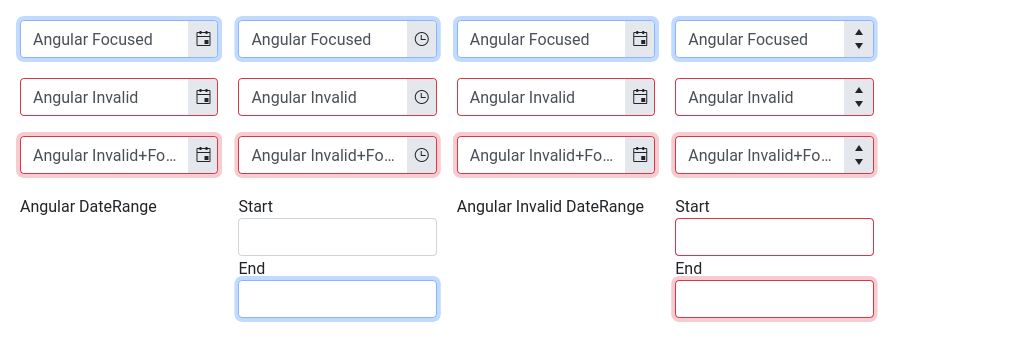 Angular Focused Angular Focused Angular Focused Angular Focused
Angular Invalid Angular Invalid Angular Invalid Angular Invalid
Angular Invalid+Fo... Angular Invalid+Fo... Angular Invalid+Fo... Angular Invalid+Fo...
Angular DateRange Start Angular Invalid DateRange Start
End End